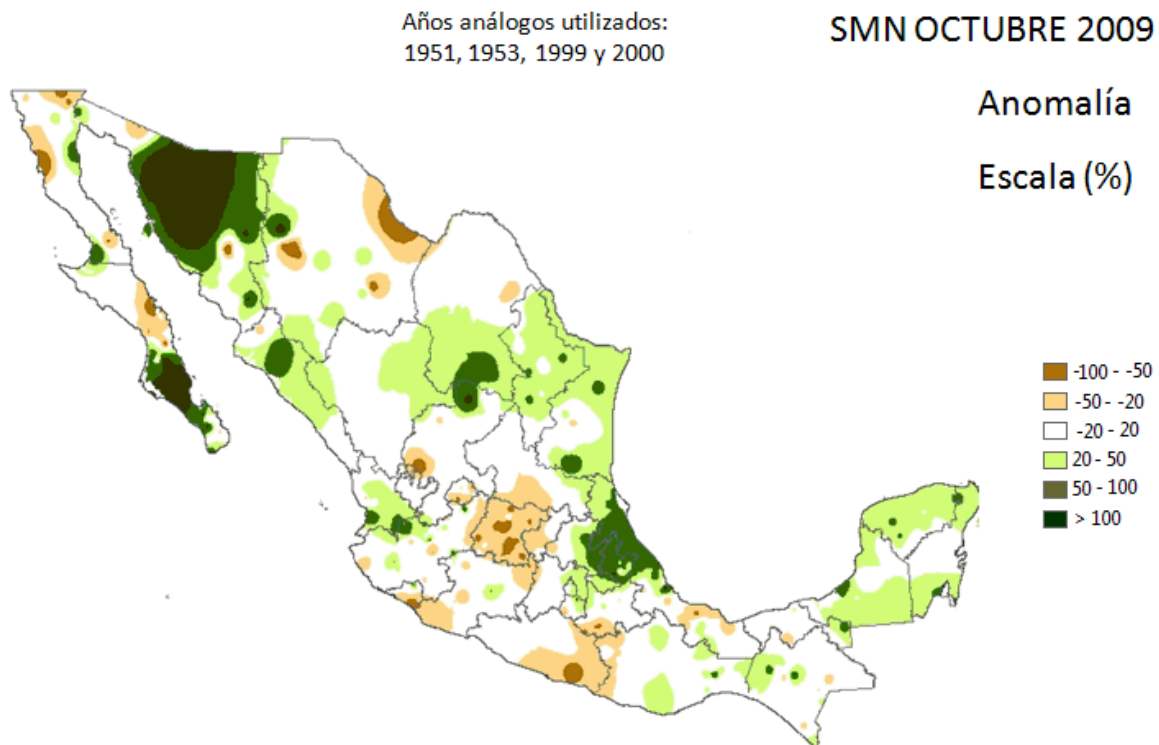 Años análogos utilizados:
1951, 1953, 1999 y 2000
SMN OCTUBRE 2009
Anomalía
Escala (%)
-100 - -50
-50 - -20
-20 - 20
20 - 50
50 - 100
> 100